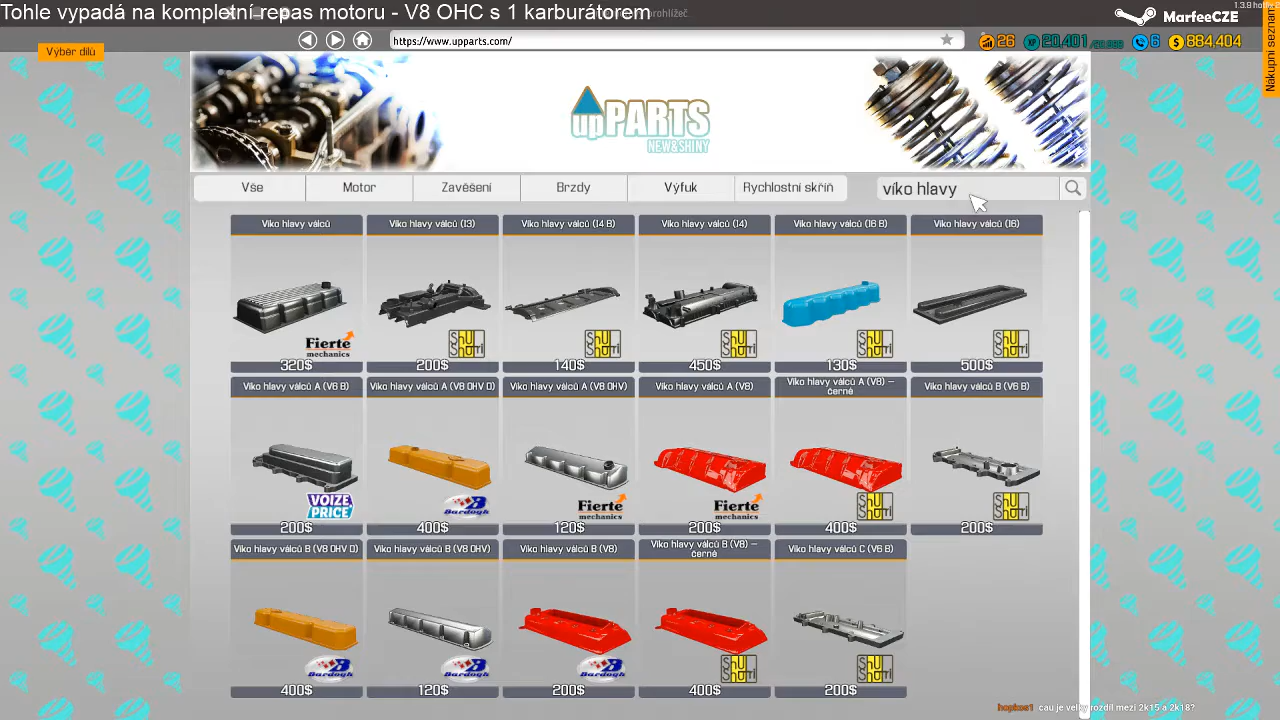 Tohle vypadá na kompletní repas motoru - V8 OHC s 1 karburátorem
MarfeeCZE
Výběr dílů
https://www.upparts.com/
26
20,401
6
$ 884,404
Nákupní seznam
upPARTS
NEW&SHINY
Vše
Motor
Zavěšení
Brzdy
Výfuk
Rychlostní skříň
víko hlavy
Víko hlavy válců
Víko hlavy válců (I3)
Víko hlavy válců (I4 B)
Víko hlavy válců (I4)
Víko hlavy válců (I6 B)
Víko hlavy válců (I6)
Fierte
mechanics
320$
200$
140$
450$
130$
500$
Víko hlavy válců A (V6 B)
Víko hlavy válců A (V8 OHV D)
Víko hlavy válců A (V8 OHV)
Víko hlavy válců A (V8)
Víko hlavy válců A (V8) –
černé
Víko hlavy válců B (V6 B)
VOIZE
PRICE
Bardogh
Fierte
mechanics
Fierte
mechanics
200$
400$
120$
200$
400$
200$
Víko hlavy válců B (V8 OHV D)
Víko hlavy válců B (V8 OHV)
Víko hlavy válců B (V8)
Víko hlavy válců B (V8) –
černé
Víko hlavy válců C (V6 B)
Bardogh
Bardogh
Bardogh
400$
120$
200$
400$
200$
hopkos1 cau je velky rozdil mezi 2k15 a 2k18?